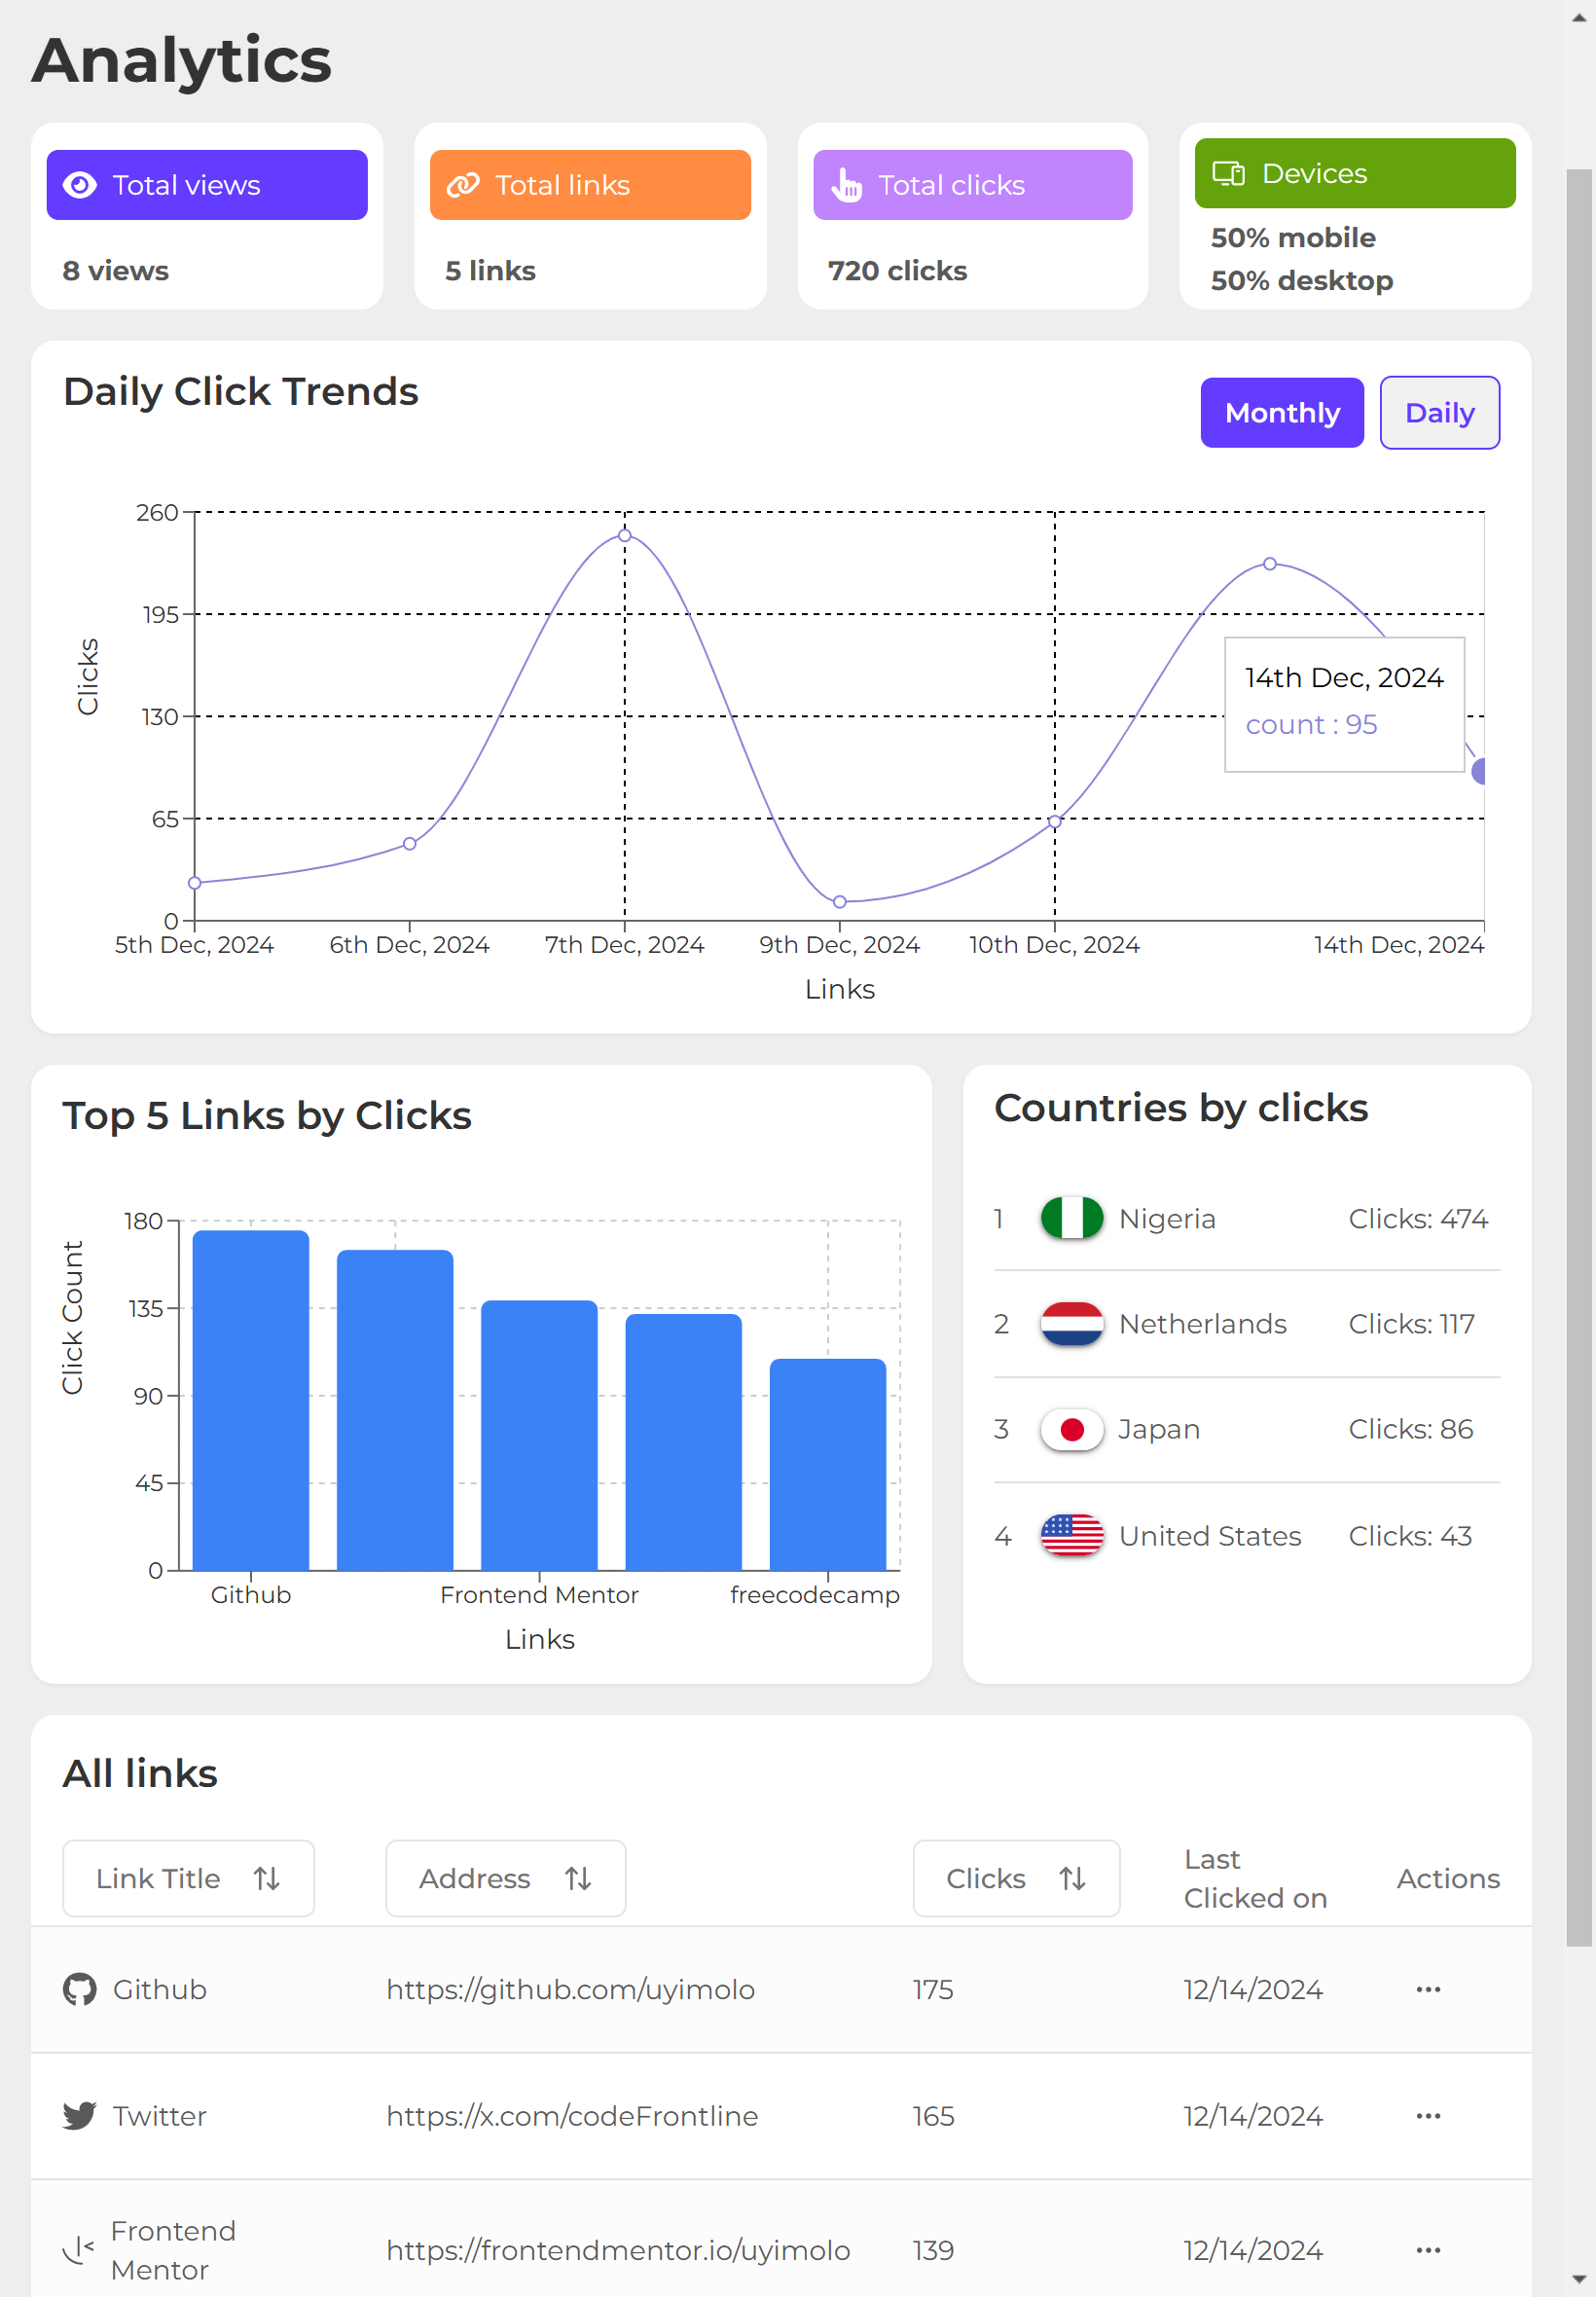 Analytics
Total views
8 views
Total links
5 links
Total clicks
720 clicks
Devices
50% mobile
50% desktop
Daily Click Trends
Monthly
Daily
260
195
130
65
0
Clicks
14th Dec, 2024
count : 95
5th Dec, 2024
6th Dec, 2024
7th Dec, 2024
9th Dec, 2024
10th Dec, 2024
14th Dec, 2024
Links
Top 5 Links by Clicks
180
135
90
45
0
Click Count
Github
Frontend Mentor
freecodecamp
Links
Countries by clicks
1 Nigeria Clicks: 474
2 Netherlands Clicks: 117
3 Japan Clicks: 86
4 United States Clicks: 43
All links
Link Title
Address
Clicks
Last
Clicked on
Actions
Github https://github.com/uyimolo 175 12/14/2024 ...
Twitter https://x.com/codeFrontline 165 12/14/2024 ...
Frontend
Mentor
https://frontendmentor.io/uyimolo 139 12/14/2024 ...